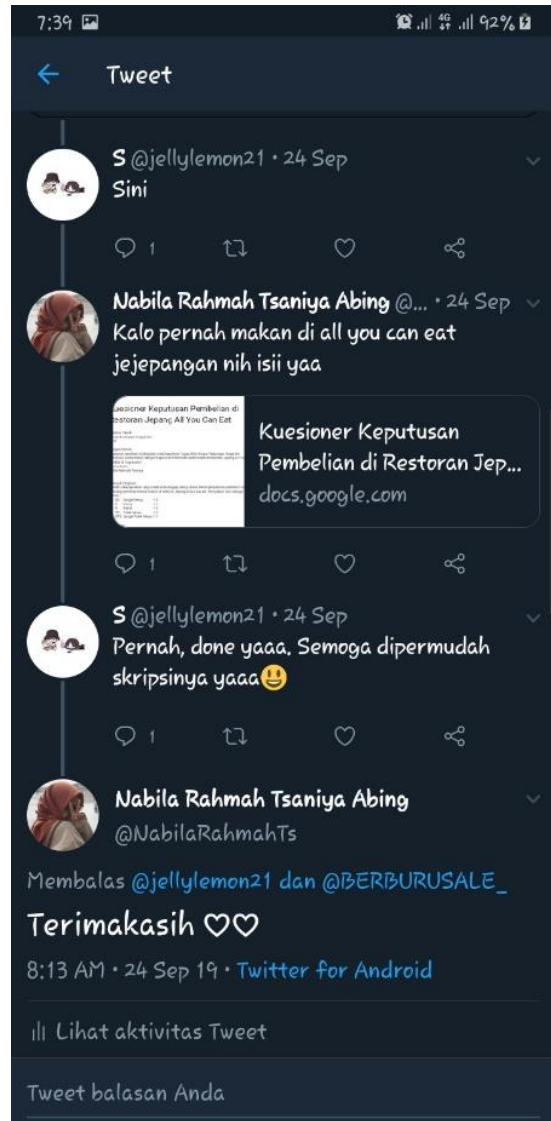 7:39 4G 92%
Tweet
S @jellylemon21 • 24 Sep
Sini
1
Nabila Rahmah Tsaniya Abing @... • 24 Sep
Kalo pernah makan di all you can eat
jejepangan nih isii yaa
Kuesioner Keputusan Pembelian di
Restoran Jepang All You Can Eat
Kuesioner Keputusan
Pembelian di Restoran Jep...
docs.google.com
1
S @jellylemon21 • 24 Sep
Pernah, done yaaa. Semoga dipermudah
skripsinya yaaa😃
1
Nabila Rahmah Tsaniya Abing
@NabilaRahmahTs
Membalas @jellylemon21 dan @BERBURUSALE_
Terimakasih ♡♡
8:13 AM • 24 Sep 19 • Twitter for Android
Lihat aktivitas Tweet
Tweet balasan Anda